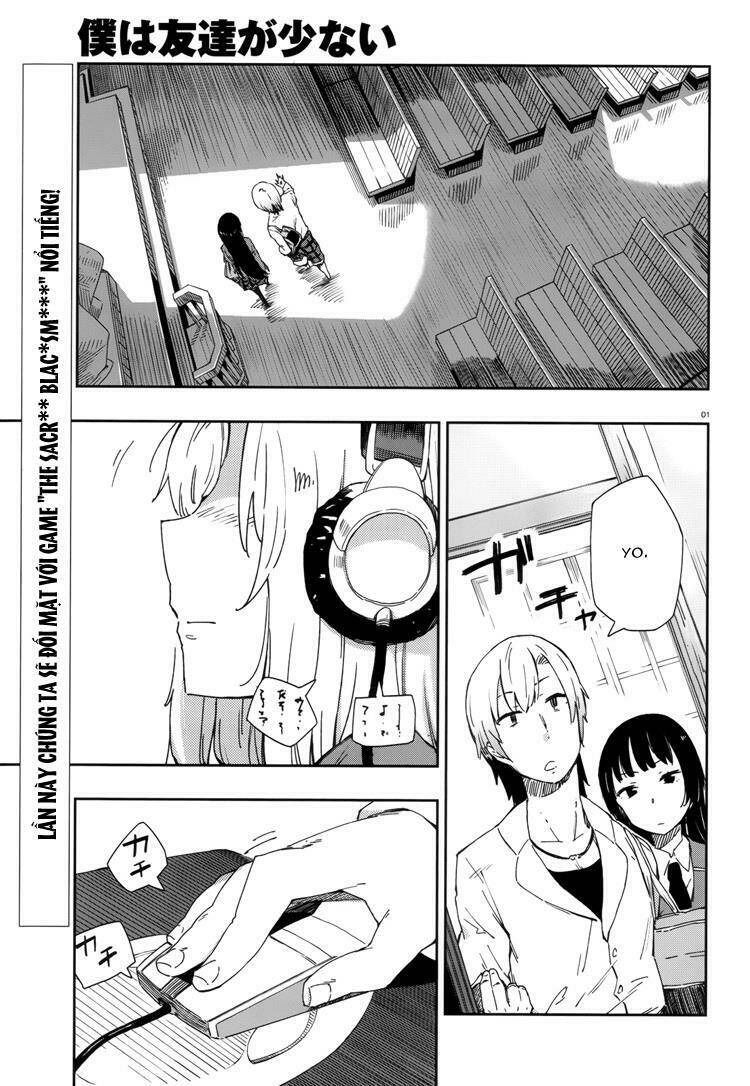 僕は友達が少ない
LẦN NÀY CHÚNG TA SẼ ĐỐI MẶT VỚI GAME "THE SACR** BLAC*SM***" NỔI TIẾNG!
01
YO.
ガチャ
カチ
カチ